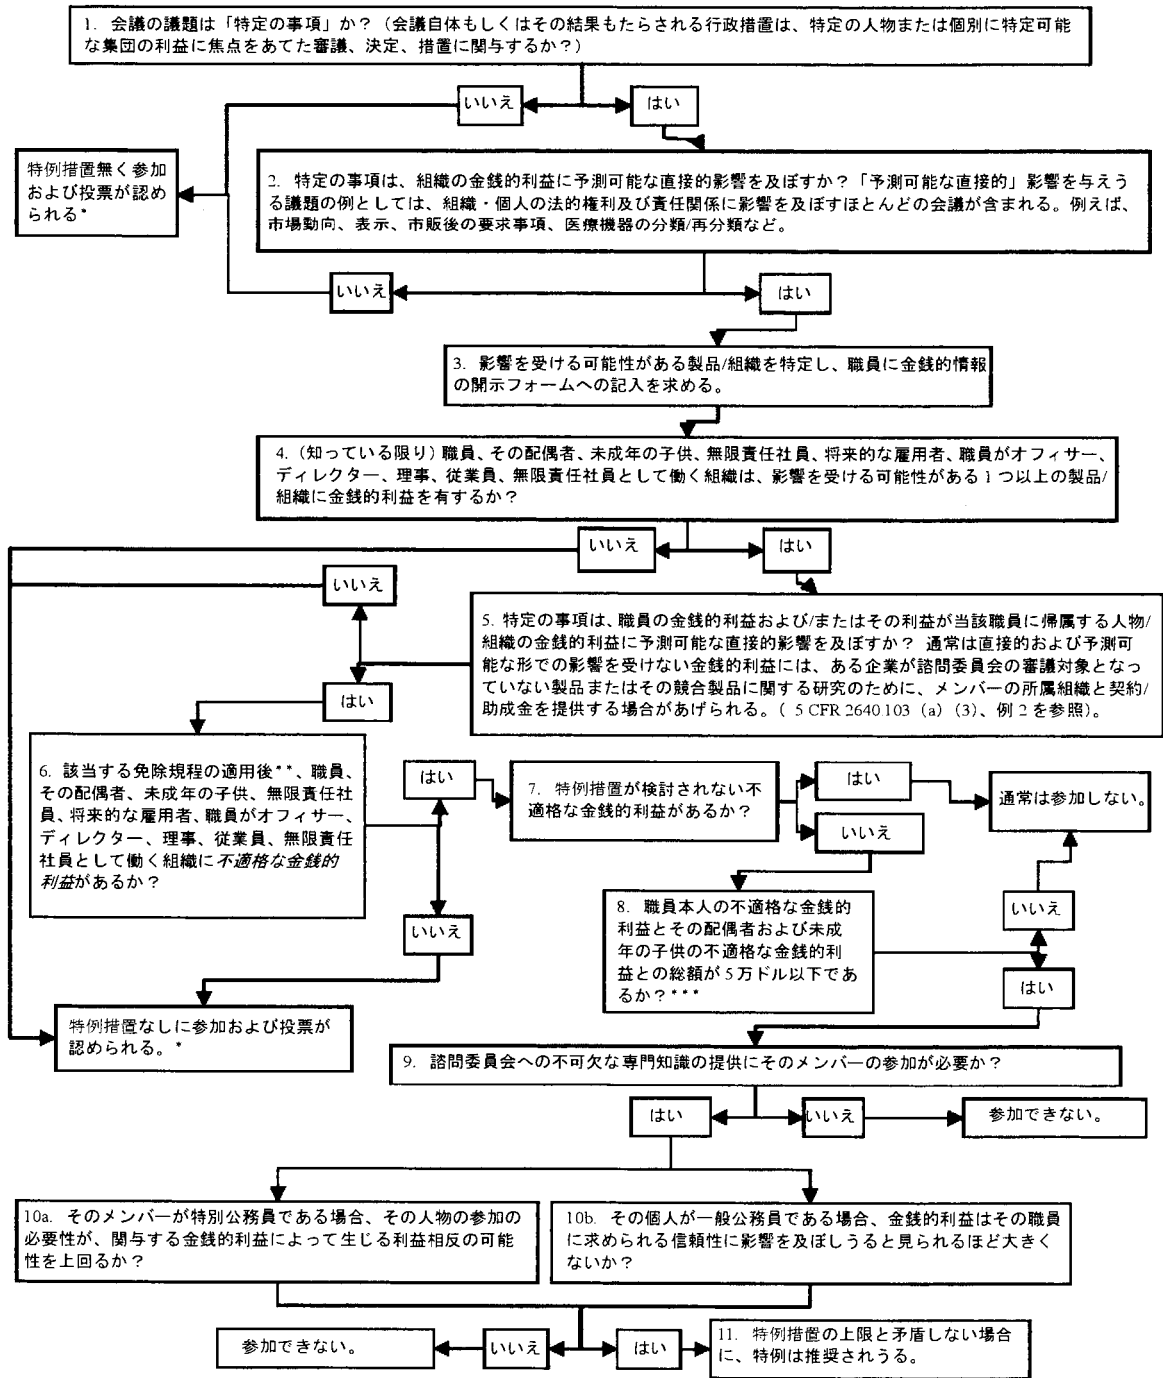 1. 会議の議題は「特定の事項」か？（会議自体もしくはその結果もたらされる行政措置は、特定の人物または個別に特定可能
な集団の利益に焦点をあてた審議、決定、措置に関与するか？）
いいえ
はい
特例措置無く参加
および投票が認め
られる*
2. 特定の事項は、組織の金銭的利益に予測可能な直接的影響を及ぼすか？「予測可能な直接的」影響を与えう
る議題の例としては、組織・個人の法的権利及び責任関係に影響を及ぼすほとんどの会議が含まれる。例えば、
市場動向、表示、市販後の要求事項、医療機器の分類/再分類など。
いいえ
はい
3. 影響を受ける可能性がある製品/組織を特定し、職員に金銭的情報
の開示フォームへの記入を求める。
4.（知っている限り）職員、その配偶者、未成年の子供、無限責任社員、将来的な雇用者、職員がオフィサー、
ディレクター、理事、従業員、無限責任社員として働く組織は、影響を受ける可能性がある 1 つ以上の製品/
組織に金銭的利益を有するか？
いいえ
はい
いいえ
5. 特定の事項は、職員の金銭的利益および/またはその利益が当該職員に帰属する人物/
組織の金銭的利益に予測可能な直接的影響を及ぼすか？ 通常は直接的および予測可
能な形での影響を受けない金銭的利益には、ある企業が諮問委員会の審議対象となっ
ていない製品またはその競合製品に関する研究のために、メンバーの所属組織と契約/
助成金を提供する場合があげられる。（ 5 CFR 2640 103（a）（3）、例 2 を参照）。
はい
6. 該当する免除規程の適用後**、職員、
その配偶者、未成年の子供、無限責任社
員、将来的な雇用者、職員がオフィサー、
ディレクター、理事、従業員、無限責任
社員として働く組織に不適格な金銭的
利益があるか？
はい
7. 特例措置が検討されない不
適格な金銭的利益があるか？
はい
いいえ
通常は参加しない。
いいえ
8. 職員本人の不適格な金銭的
利益とその配偶者および未成
年の子供の不適格な金銭的利
益との総額が 5 万ドル以下であ
るか？***
いいえ
はい
特例措置なしに参加および投票が
認められる。*
9. 諮問委員会への不可欠な専門知識の提供にそのメンバーの参加が必要か？
はい
いいえ
参加できない。
10a. そのメンバーが特別公務員である場合、その人物の参加の
必要性が、関与する金銭的利益によって生じる利益相反の可能
性を上回るか？
10b. その個人が一般公務員である場合、金銭的利益はその職員
に求められる信頼性に影響を及ぼしうると見られるほど大きく
ないか？
参加できない。
いいえ
はい
11. 特例措置の上限と矛盾しない場合
に、特例は推奨されうる。